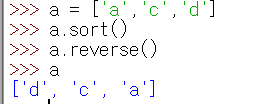 >>> a = ['a','c','d']
>>> a.sort()
>>> a.reverse()
>>> a
['d', 'c', 'a']